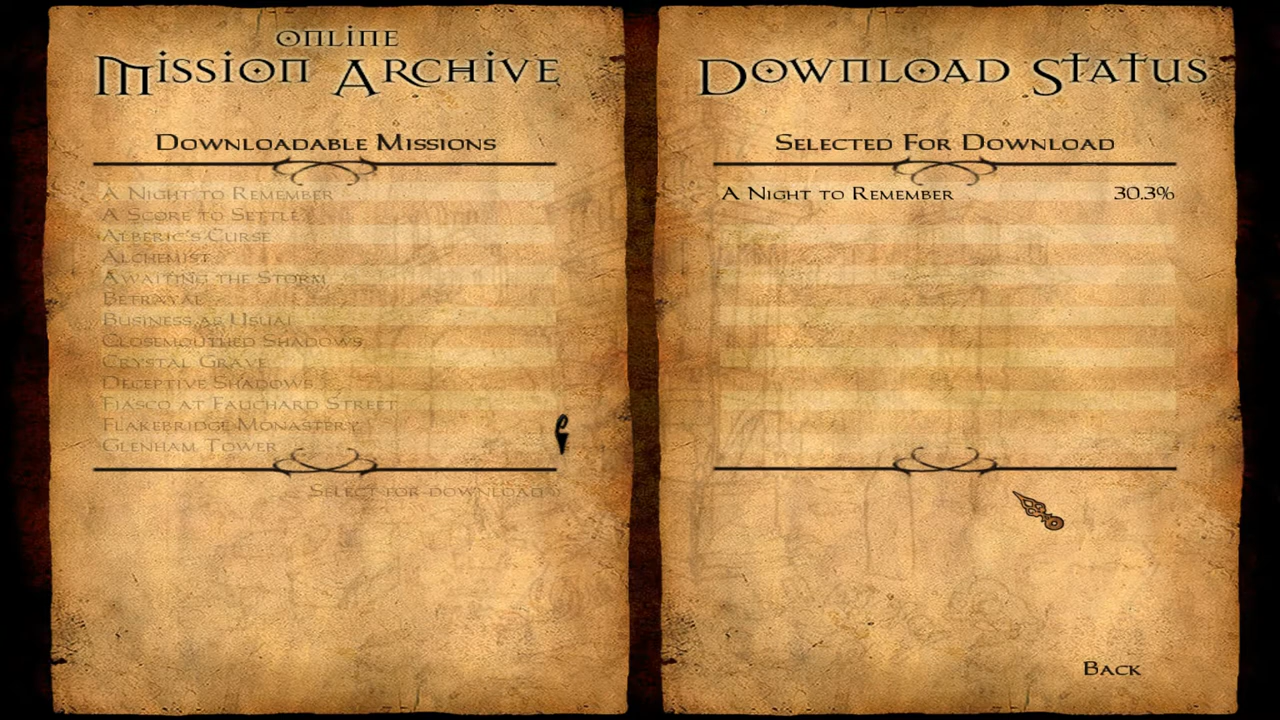 Online
Mission Archive
Downloadable Missions
A Night to Remember
A Score to Settle
Alberic's Curse
Alchemist
Awaiting the Storm
Betrayal
Business as Usual
Closemouthed Shadows
Crystal Grave
Deceptive Shadows
Fiasco at Fauchard Street
Flakebridge Monastery
Glenham Tower
Select for download
Download Status
Selected For Download
A Night to Remember 30.3%
Back